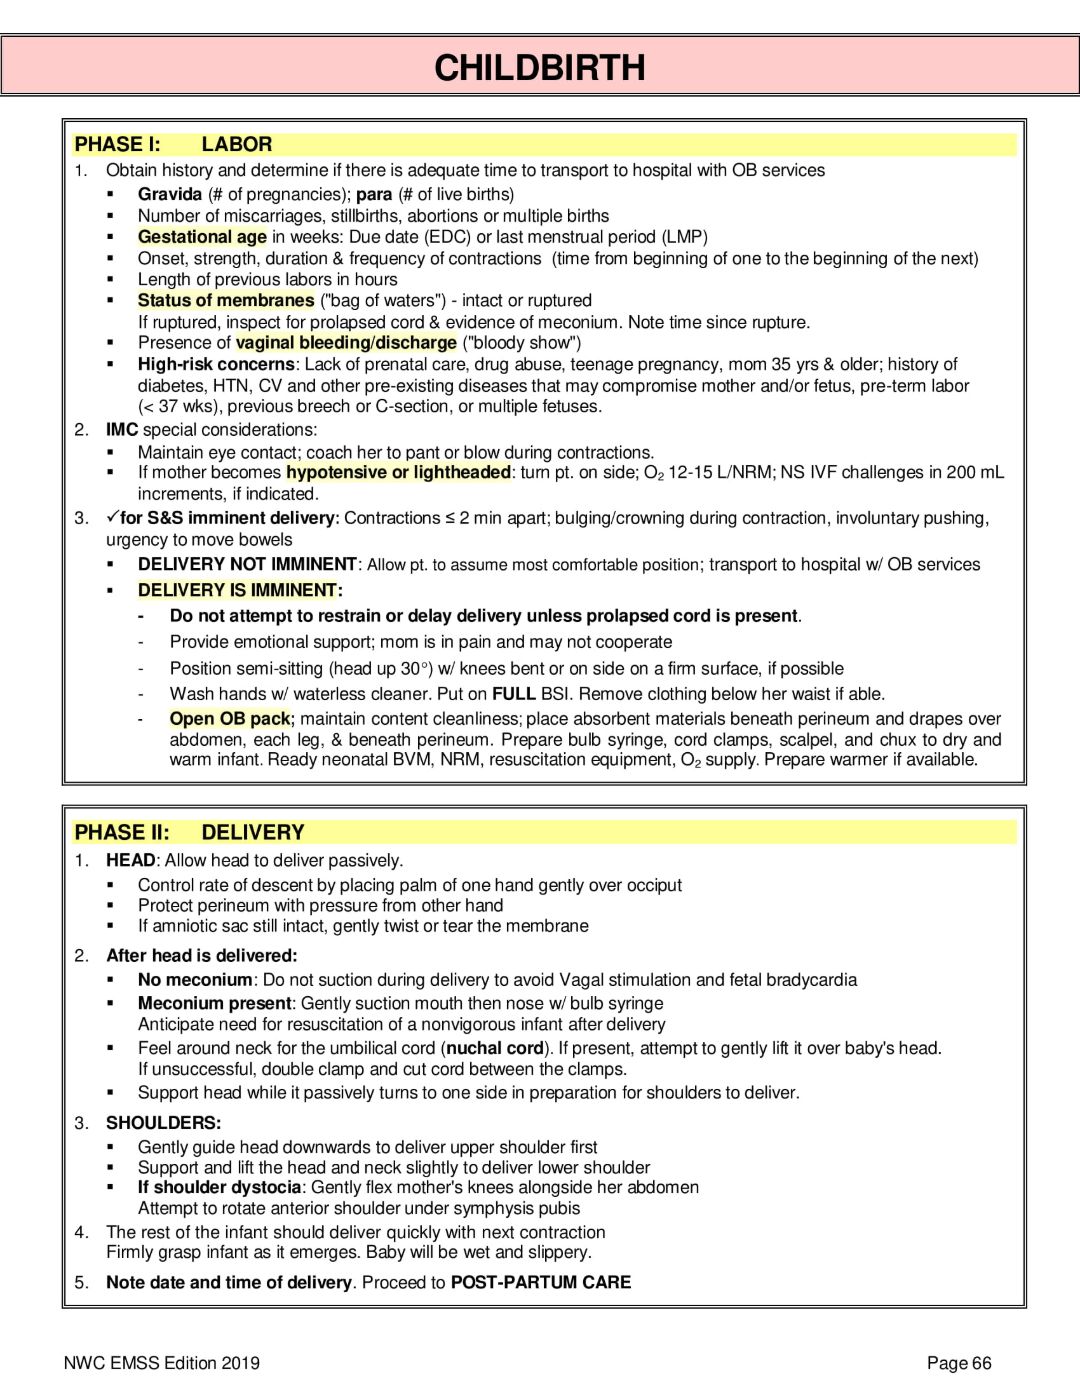 CHILDBIRTH
PHASE I: LABOR
1. Obtain history and determine if there is adequate time to transport to hospital with OB services
▪ Gravida (# of pregnancies); para (# of live births)
▪ Number of miscarriages, stillbirths, abortions or multiple births
▪ Gestational age in weeks: Due date (EDC) or last menstrual period (LMP)
▪ Onset, strength, duration & frequency of contractions (time from beginning of one to the beginning of the next)
▪ Length of previous labors in hours
▪ Status of membranes ("bag of waters") - intact or ruptured
If ruptured, inspect for prolapsed cord & evidence of meconium. Note time since rupture.
▪ Presence of vaginal bleeding/discharge ("bloody show")
▪ High-risk concerns: Lack of prenatal care, drug abuse, teenage pregnancy, mom 35 yrs & older; history of
diabetes, HTN, CV and other pre-existing diseases that may compromise mother and/or fetus, pre-term labor
(< 37 wks), previous breech or C-section, or multiple fetuses.
2. IMC special considerations:
▪ Maintain eye contact; coach her to pant or blow during contractions.
▪ If mother becomes hypotensive or lightheaded: turn pt. on side; O₂ 12-15 L/NRM; NS IVF challenges in 200 mL
increments, if indicated.
3. ✓for S&S imminent delivery: Contractions ≤ 2 min apart; bulging/crowning during contraction, involuntary pushing,
urgency to move bowels
▪ DELIVERY NOT IMMINENT: Allow pt. to assume most comfortable position; transport to hospital w/ OB services
▪ DELIVERY IS IMMINENT:
- Do not attempt to restrain or delay delivery unless prolapsed cord is present.
- Provide emotional support; mom is in pain and may not cooperate
- Position semi-sitting (head up 30°) w/ knees bent or on side on a firm surface, if possible
- Wash hands w/ waterless cleaner. Put on FULL BSI. Remove clothing below her waist if able.
- Open OB pack; maintain content cleanliness; place absorbent materials beneath perineum and drapes over
abdomen, each leg, & beneath perineum. Prepare bulb syringe, cord clamps, scalpel, and chux to dry and
warm infant. Ready neonatal BVM, NRM, resuscitation equipment, O₂ supply. Prepare warmer if available.
PHASE II: DELIVERY
1. HEAD: Allow head to deliver passively.
▪ Control rate of descent by placing palm of one hand gently over occiput
▪ Protect perineum with pressure from other hand
▪ If amniotic sac still intact, gently twist or tear the membrane
2. After head is delivered:
▪ No meconium: Do not suction during delivery to avoid Vagal stimulation and fetal bradycardia
▪ Meconium present: Gently suction mouth then nose w/ bulb syringe
Anticipate need for resuscitation of a nonvigorous infant after delivery
▪ Feel around neck for the umbilical cord (nuchal cord). If present, attempt to gently lift it over baby's head.
If unsuccessful, double clamp and cut cord between the clamps.
▪ Support head while it passively turns to one side in preparation for shoulders to deliver.
3. SHOULDERS:
▪ Gently guide head downwards to deliver upper shoulder first
▪ Support and lift the head and neck slightly to deliver lower shoulder
▪ If shoulder dystocia: Gently flex mother's knees alongside her abdomen
Attempt to rotate anterior shoulder under symphysis pubis
4. The rest of the infant should deliver quickly with next contraction
Firmly grasp infant as it emerges. Baby will be wet and slippery.
5. Note date and time of delivery. Proceed to POST-PARTUM CARE
NWC EMSS Edition 2019 Page 66